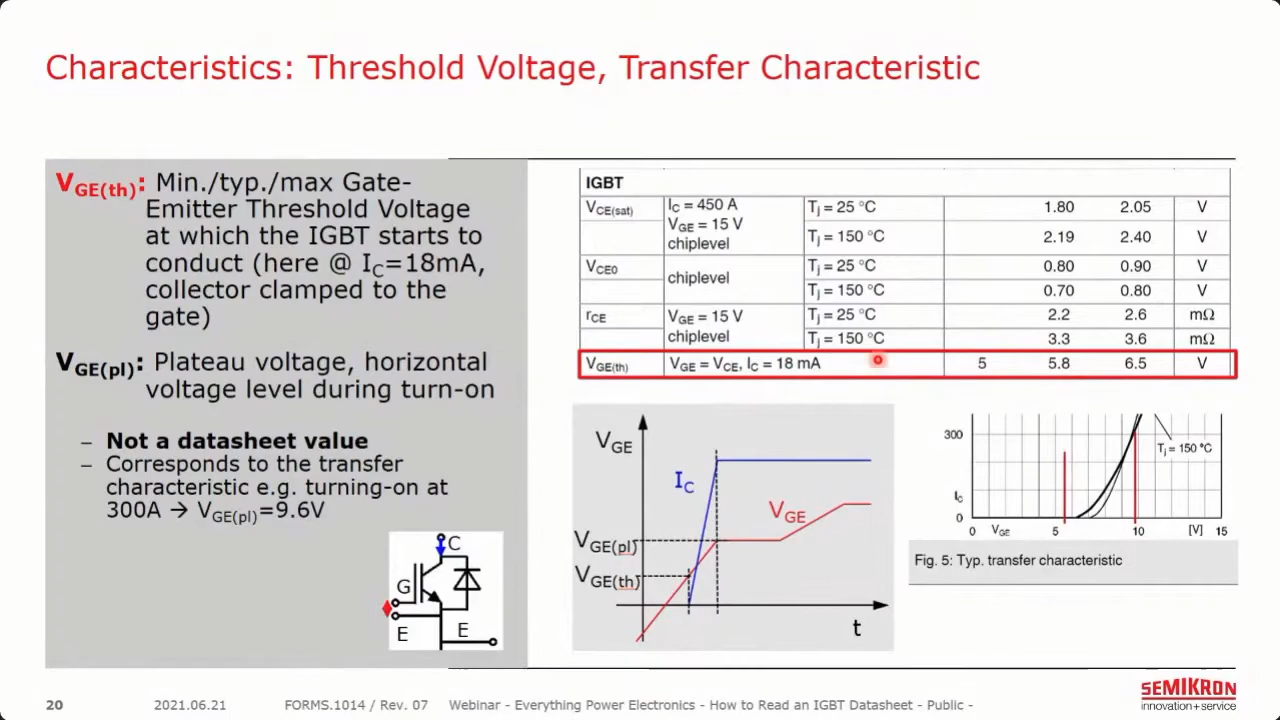 Characteristics: Threshold Voltage, Transfer Characteristic
VGE(th): Min./typ./max Gate-
Emitter Threshold Voltage
at which the IGBT starts to
conduct (here @ IC=18mA,
collector clamped to the
gate)
VGE(pl): Plateau voltage, horizontal
voltage level during turn-on
– Not a datasheet value
– Corresponds to the transfer
characteristic e.g. turning-on at
300A → VGE(pl)=9.6V
C
G
E
E
IGBT
VCE(sat) IC = 450 A Tj = 25 °C 1.80 2.05 V
VGE = 15 V
chiplevel Tj = 150 °C 2.19 2.40 V
VCE0 chiplevel Tj = 25 °C 0.80 0.90 V
Tj = 150 °C 0.70 0.80 V
rCE VGE = 15 V Tj = 25 °C 2.2 2.6 mΩ
chiplevel Tj = 150 °C 3.3 3.6 mΩ
VGE(th) VGE = VCE, IC = 18 mA 5 5.8 6.5 V
VGE
IC
VGE
VGE(pl)
VGE(th)
t
300
Tj = 150 °C
IC
0
0 VGE 5 10 [V] 15
Fig. 5: Typ. transfer characteristic
20 2021.06.21 FORMS.1014 / Rev. 07 Webinar - Everything Power Electronics - How to Read an IGBT Datasheet - Public -
SEMIKRON
innovation+service